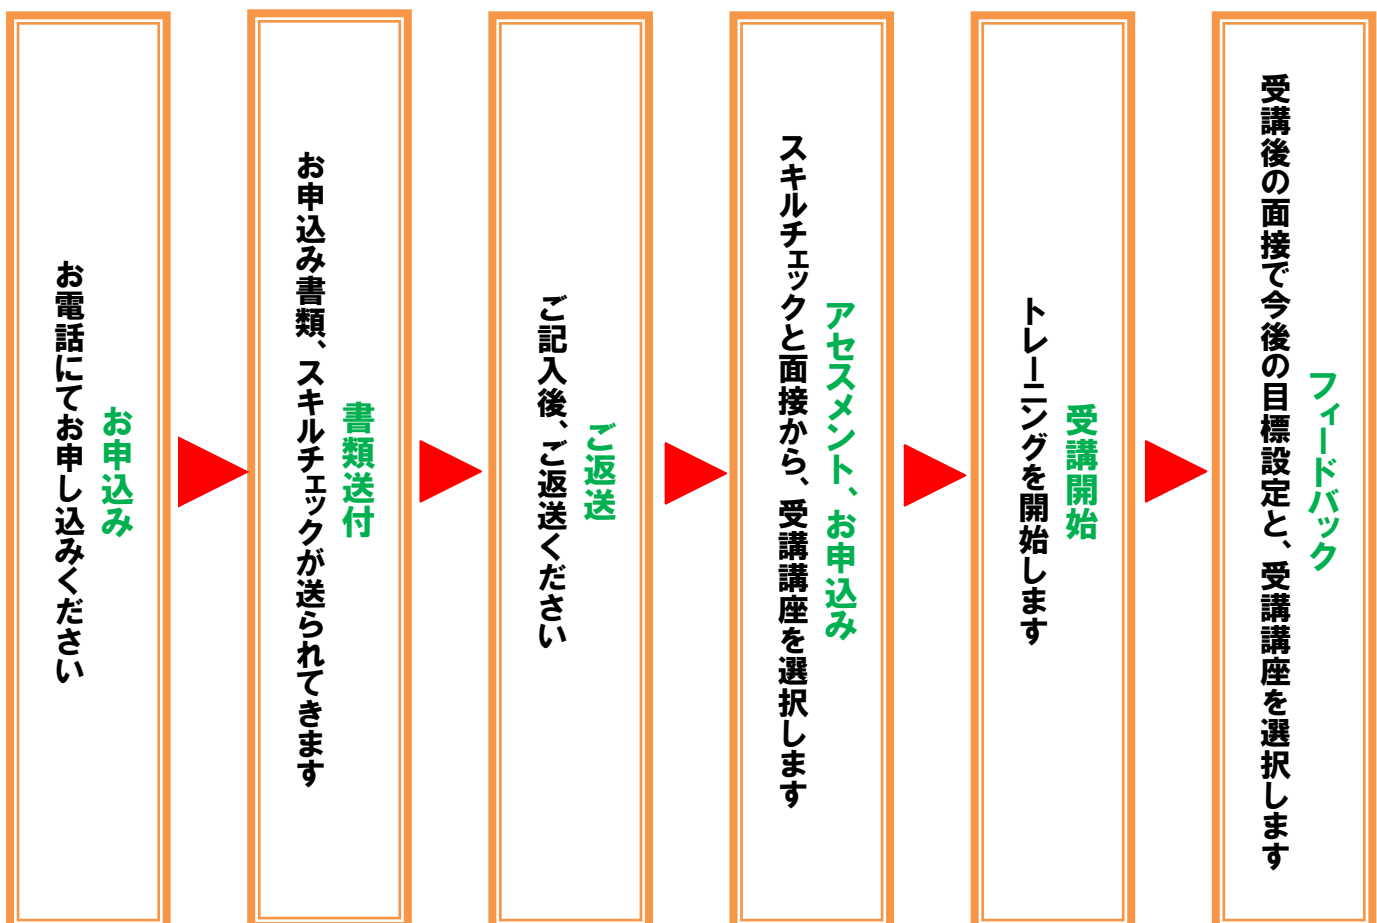 お申込み
お電話にてお申し込みください
書類送付
お申込み書類、スキルチェックが送られてきます
ご返送
ご記入後、ご返送ください
アセスメント、お申込み
スキルチェックと面接から、受講講座を選択します
受講開始
トレーニングを開始します
フィードバック
受講後の面接で今後の目標設定と、受講講座を選択します